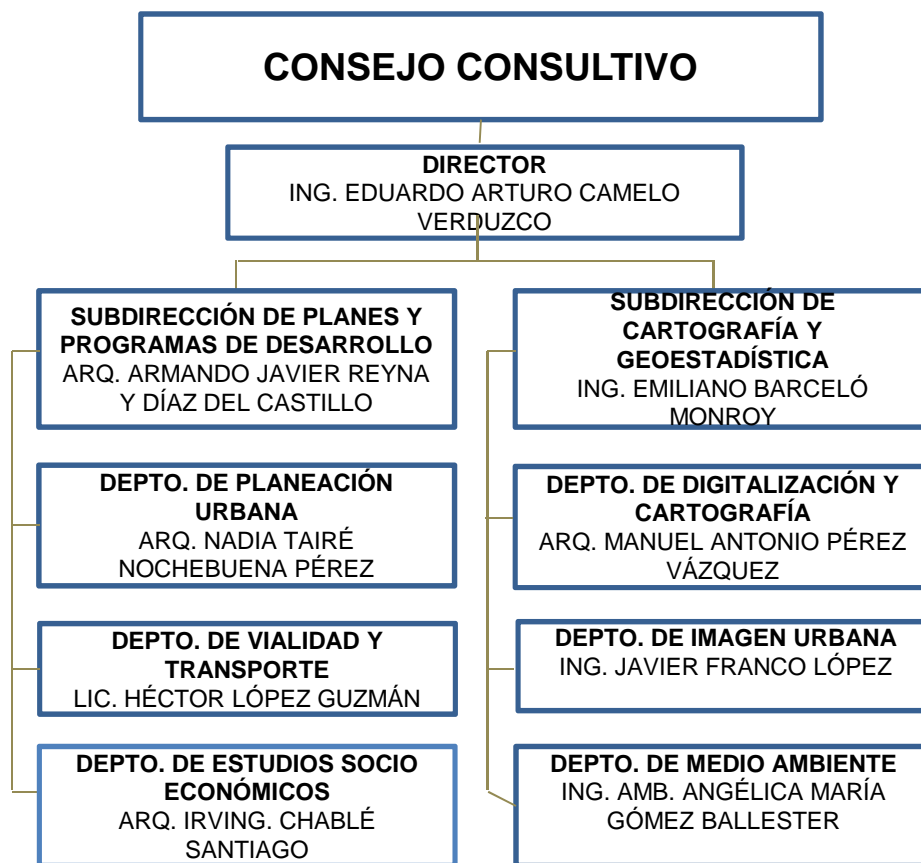 CONSEJO CONSULTIVO
DIRECTOR
ING. EDUARDO ARTURO CAMELO
VERDUZCO
SUBDIRECCIÓN DE PLANES Y
PROGRAMAS DE DESARROLLO
ARQ. ARMANDO JAVIER REYNA
Y DÍAZ DEL CASTILLO
DEPTO. DE PLANEACIÓN
URBANA
ARQ. NADIA TAIRÉ
NOCHEBUENA PÉREZ
DEPTO. DE VIALIDAD Y
TRANSPORTE
LIC. HÉCTOR LÓPEZ GUZMÁN
DEPTO. DE ESTUDIOS SOCIO
ECONÓMICOS
ARQ. IRVING. CHABLÉ
SANTIAGO
SUBDIRECCIÓN DE
CARTOGRAFÍA Y
GEOESTADÍSTICA
ING. EMILIANO BARCELÓ
MONROY
DEPTO. DE DIGITALIZACIÓN Y
CARTOGRAFÍA
ARQ. MANUEL ANTONIO PÉREZ
VÁZQUEZ
DEPTO. DE IMAGEN URBANA
ING. JAVIER FRANCO LÓPEZ
DEPTO. DE MEDIO AMBIENTE
ING. AMB. ANGÉLICA MARÍA
GÓMEZ BALLESTER